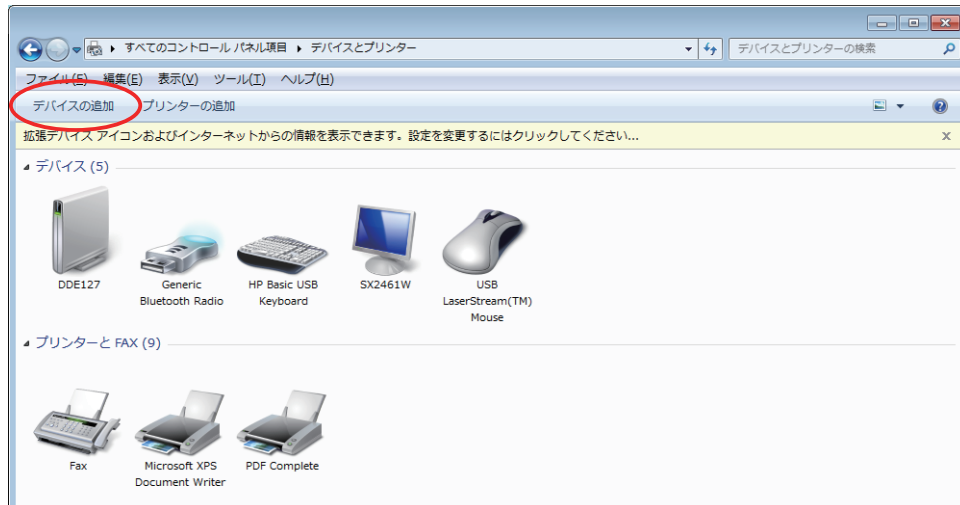 すべてのコントロール パネル項目 ▸ デバイスとプリンター
デバイスとプリンターの検索
ファイル(F) 編集(E) 表示(V) ツール(T) ヘルプ(H)
デバイスの追加 プリンターの追加
拡張デバイス アイコンおよびインターネットからの情報を表示できます。設定を変更するにはクリックしてください...
デバイス (5)
DDE127
Generic
Bluetooth Radio
HP Basic USB
Keyboard
SX2461W
USB
LaserStream(TM)
Mouse
プリンターと FAX (9)
Fax
Microsoft XPS
Document Writer
PDF Complete